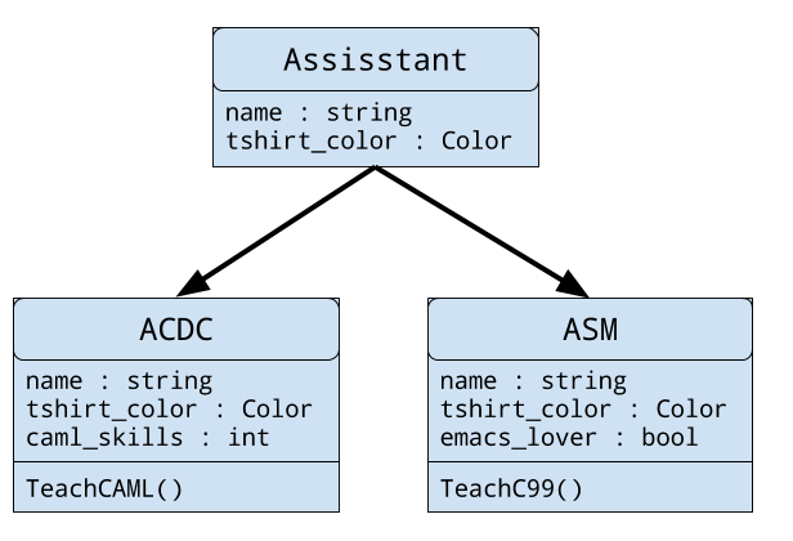 Assisstant
name : string
tshirt_color : Color
ACDC
name : string
tshirt_color : Color
caml_skills : int
TeachCAML()
ASM
name : string
tshirt_color : Color
emacs_lover : bool
TeachC99()